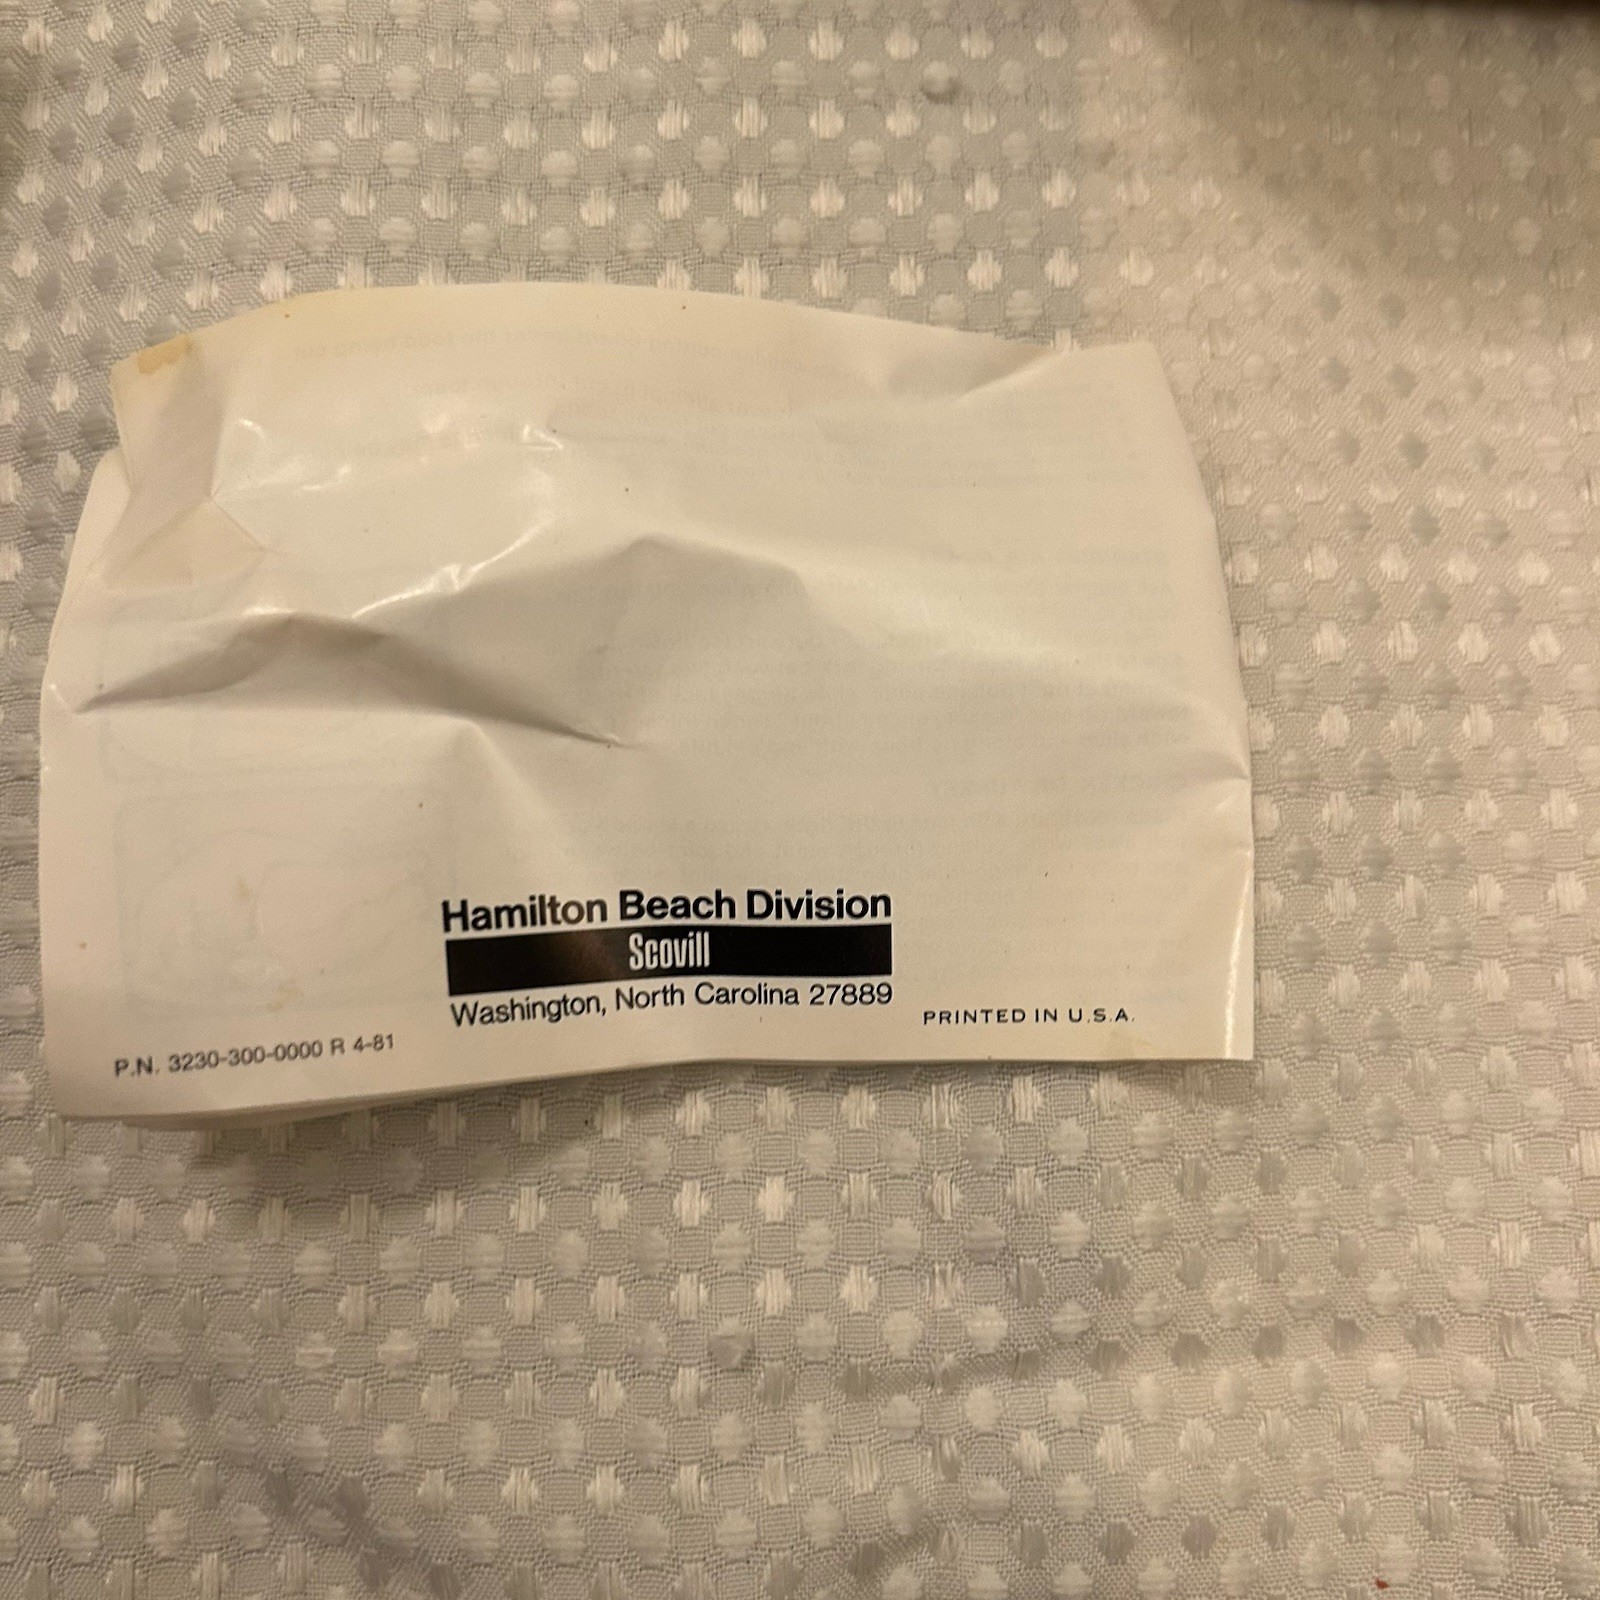 Hamilton Beach Division
Scovill
Washington, North Carolina 27889
PRINTED IN U.S.A.
P.N. 3230-300-0000 R 4-81